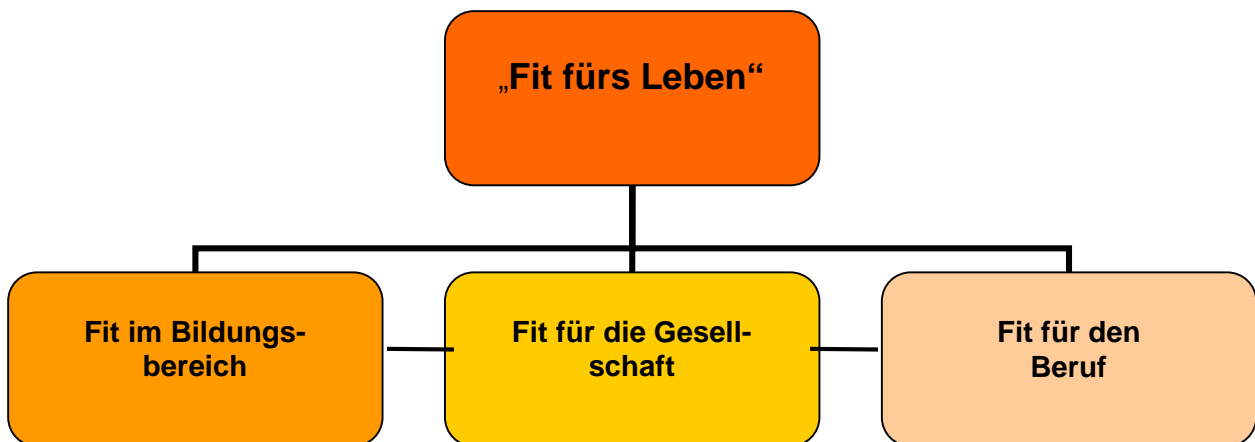 „Fit fürs Leben“
Fit im Bildungs-
bereich
Fit für die Gesell-
schaft
Fit für den
Beruf